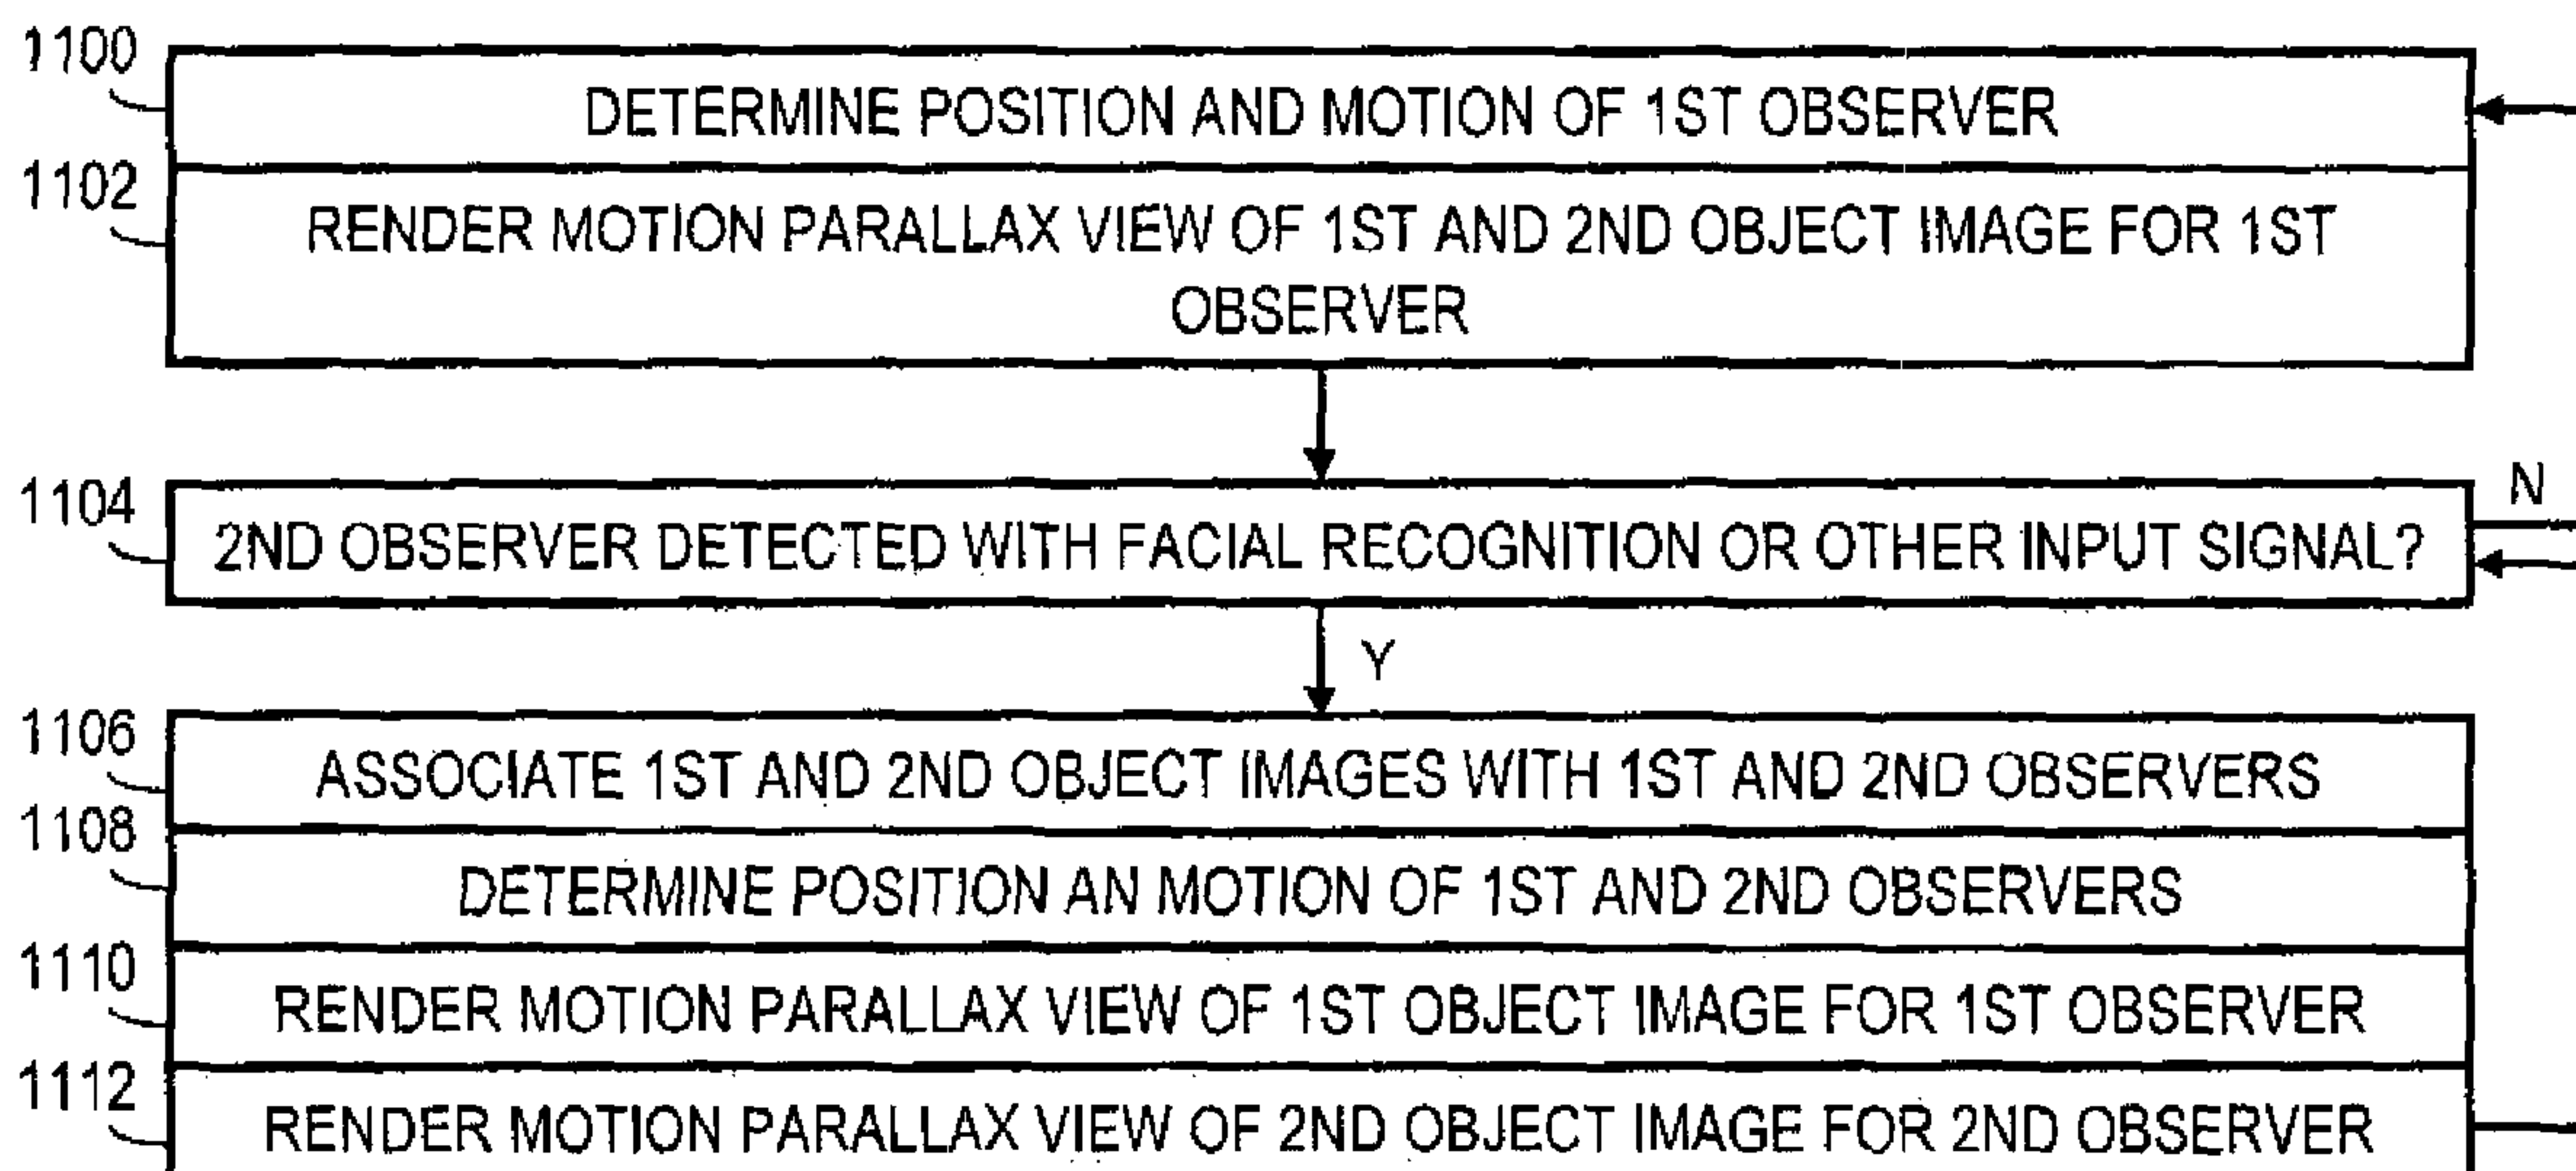 1100
DETERMINE POSITION AND MOTION OF 1ST OBSERVER
1102
RENDER MOTION PARALLAX VIEW OF 1ST AND 2ND OBJECT IMAGE FOR 1ST
OBSERVER
1104
N
2ND OBSERVER DETECTED WITH FACIAL RECOGNITION OR OTHER INPUT SIGNAL?
Y
1106
ASSOCIATE 1ST AND 2ND OBJECT IMAGES WITH 1ST AND 2ND OBSERVERS
1108
DETERMINE POSITION AN MOTION OF 1ST AND 2ND OBSERVERS
1110
RENDER MOTION PARALLAX VIEW OF 1ST OBJECT IMAGE FOR 1ST OBSERVER
1112
RENDER MOTION PARALLAX VIEW OF 2ND OBJECT IMAGE FOR 2ND OBSERVER